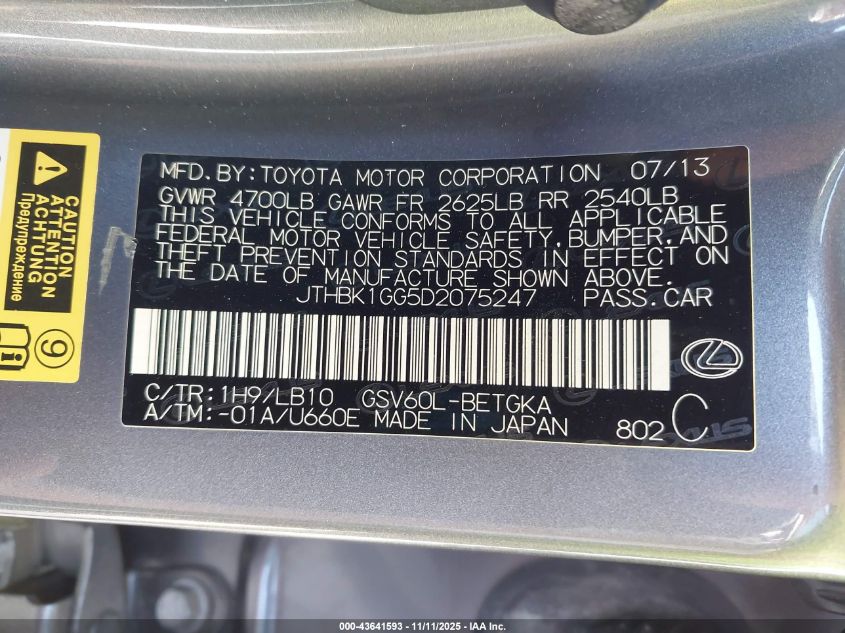 CAUTION
ATTENTION
ACHTUNG
Предупреждение
9
MFD.BY:TOYOTA MOTOR CORPORATION 07/13
GVWR 4700LB GAWR FR 2625LB RR 2540LB
THIS VEHICLE CONFORMS TO ALL APPLICABLE
FEDERAL MOTOR VEHICLE SAFETY,BUMPER,AND
THEFT PREVENTION STANDARDS IN EFFECT ON
THE DATE OF MANUFACTURE SHOWN ABOVE.
JTHBK1GG5D2075247 PASS.CAR
C/TR:1H9/LB10 GSV60L-BETGKA
A/TM:-01A/U660E MADE IN JAPAN 802 C
000-43641593 - 11/11/2025 - IAA Inc.